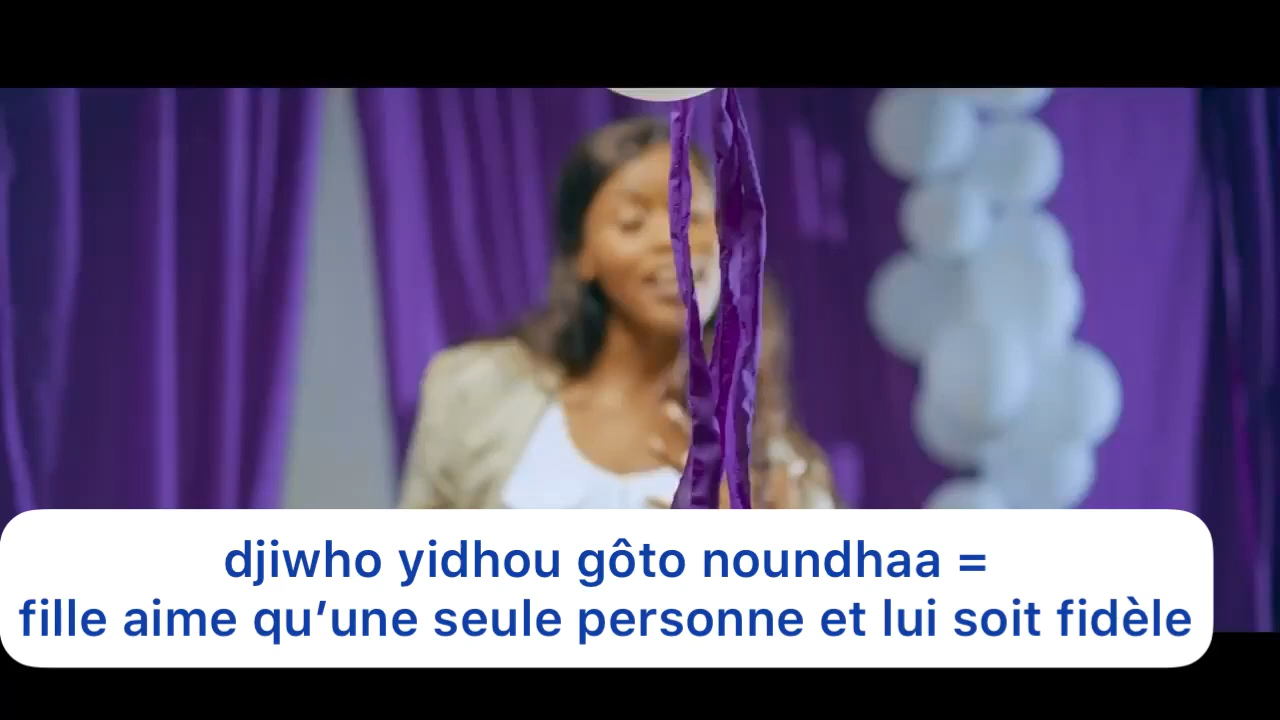 djiwho yidhou gôto noundhaa =
fille aime qu’une seule personne et lui soit fidèle